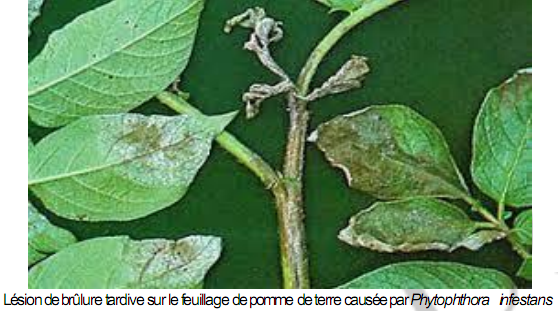 Lésion de brûlure tardive sur le feuillage de pomme de terre causée par Phytophthora infestans